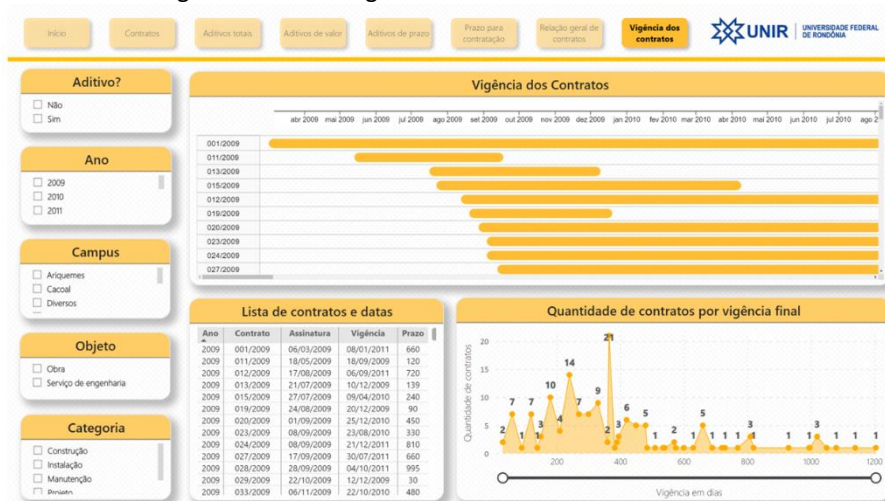 Início
Contratos
Aditivos totais
Aditivos de valor
Aditivos de prazo
Prazo para
contratação
Relação geral de
contratos
Vigência dos
contratos
UNIR
UNIVERSIDADE FEDERAL
DE RONDÔNIA
Aditivo?
Não
Sim
Ano
2009
2010
2011
Campus
Ariquemes
Cacoal
Diversos
Objeto
Obra
Serviço de engenharia
Categoria
Construção
Instalação
Manutenção
Projeto
Vigência dos Contratos
abr 2009 mai 2009 jun 2009 jul 2009 ago 2009 set 2009 out 2009 nov 2009 dez 2009 jan 2010 fev 2010 mar 2010 abr 2010 mai 2010 jun 2010 jul 2010 ago 2
001/2009
011/2009
013/2009
015/2009
012/2009
019/2009
020/2009
023/2009
024/2009
027/2009
Lista de contratos e datas
Ano Contrato Assinatura Vigência Prazo
2009 001/2009 06/03/2009 08/01/2011 660
2009 011/2009 18/05/2009 18/09/2009 120
2009 012/2009 17/08/2009 06/09/2011 720
2009 013/2009 21/07/2009 10/12/2009 139
2009 015/2009 27/07/2009 09/04/2010 240
2009 019/2009 24/08/2009 20/12/2009 90
2009 020/2009 01/09/2009 25/12/2010 450
2009 023/2009 08/09/2009 23/08/2010 330
2009 024/2009 08/09/2009 21/12/2011 810
2009 027/2009 17/09/2009 30/07/2011 660
2009 028/2009 28/09/2009 04/10/2011 995
2009 029/2009 22/10/2009 12/12/2009 30
2009 033/2009 06/11/2009 22/10/2010 480
Quantidade de contratos por vigência final
Quantidade de contratos
20
15
10
5
0
2 7 1 7 1 3 10 4 14 7 9 2 21 1 3 6 5 1 2 1 5 1 1 1 3 1 1 1 3 1 1 1
200 400 600 800 1000 1200
Vigência em dias